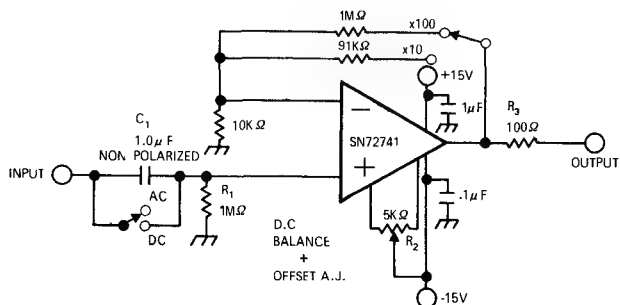 1MΩ
x100
91KΩ
x10
+15V
C1
1.0µF
NON POLARIZED
10KΩ
SN72741
−
+
1µF
R3
100Ω
OUTPUT
INPUT
AC
DC
R1
1MΩ
D.C
BALANCE
+
OFFSET A.J.
5KΩ
R2
.1µF
-15V